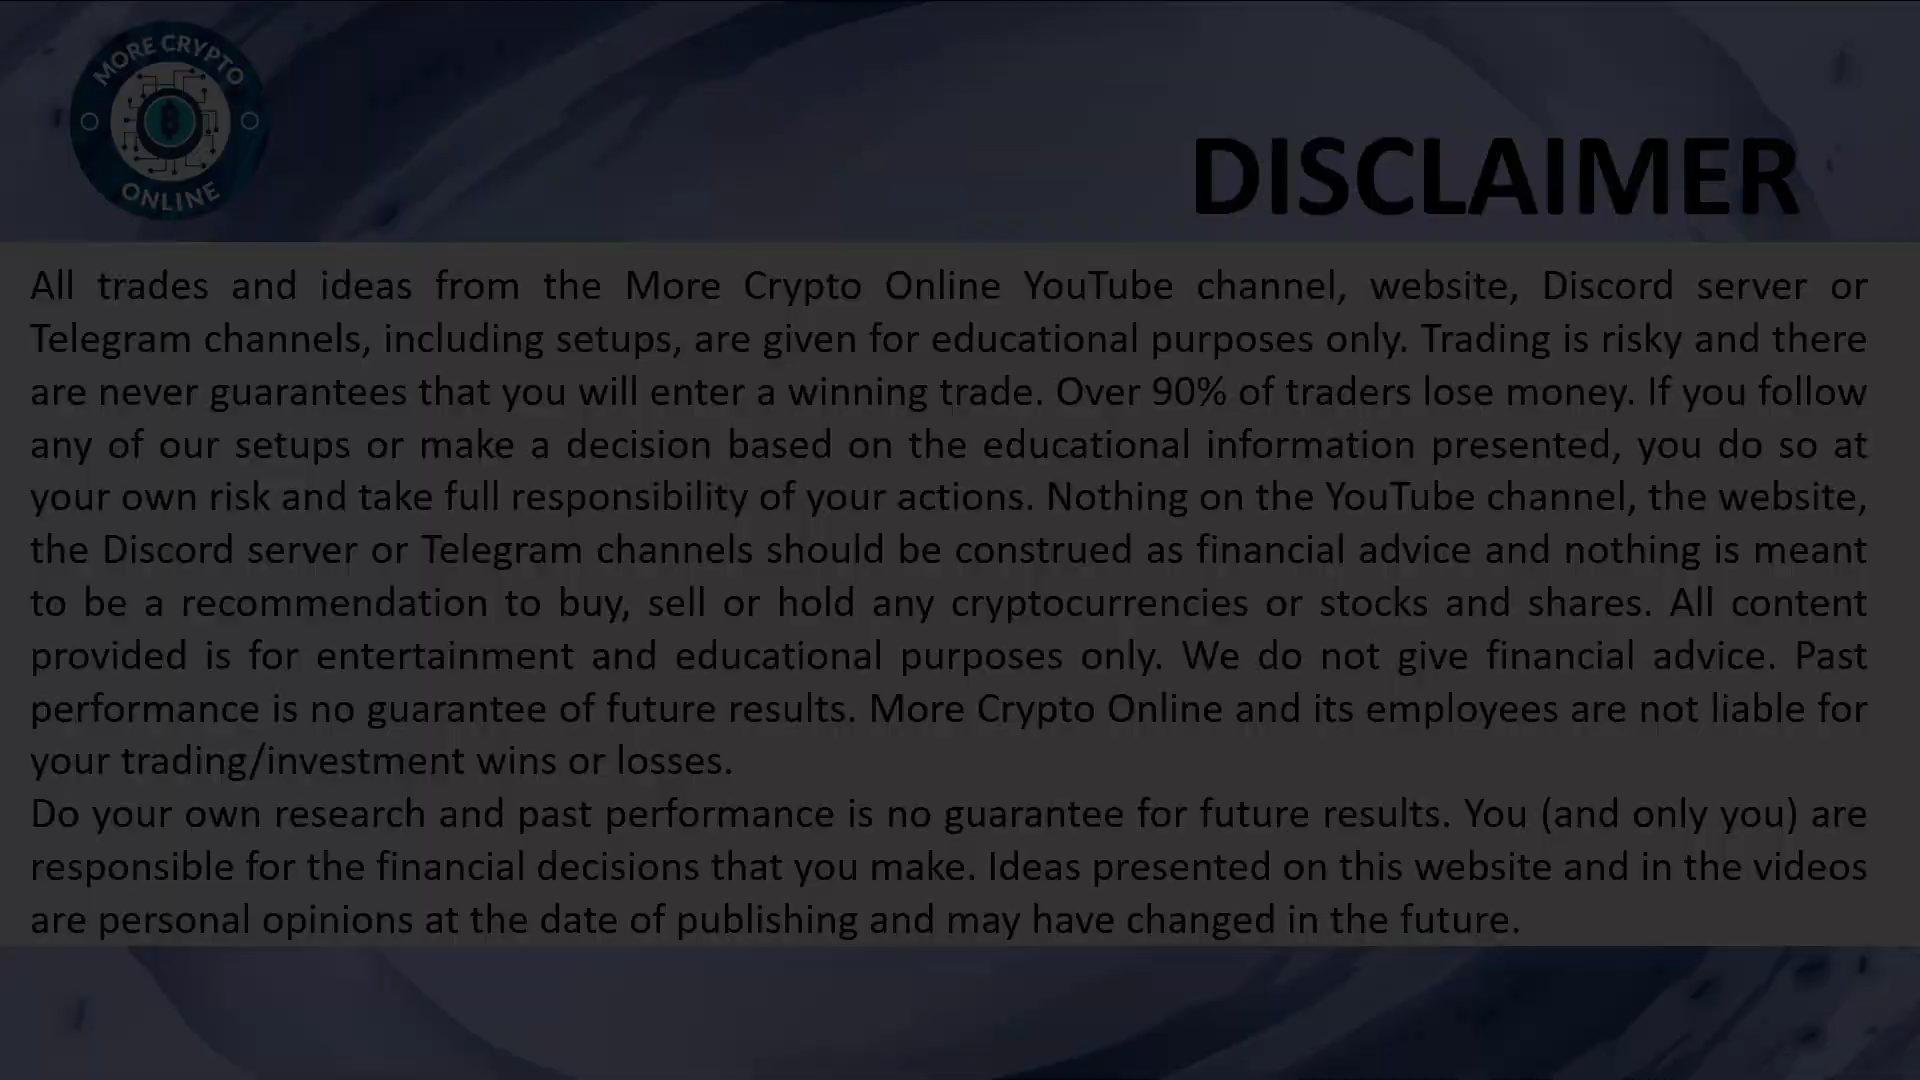 MORE CRYPTO
ONLINE
DISCLAIMER
All trades and ideas from the More Crypto Online YouTube channel, website, Discord server or
Telegram channels, including setups, are given for educational purposes only. Trading is risky and there
are never guarantees that you will enter a winning trade. Over 90% of traders lose money. If you follow
any of our setups or make a decision based on the educational information presented, you do so at
your own risk and take full responsibility of your actions. Nothing on the YouTube channel, the website,
the Discord server or Telegram channels should be construed as financial advice and nothing is meant
to be a recommendation to buy, sell or hold any cryptocurrencies or stocks and shares. All content
provided is for entertainment and educational purposes only. We do not give financial advice. Past
performance is no guarantee of future results. More Crypto Online and its employees are not liable for
your trading/investment wins or losses.
Do your own research and past performance is no guarantee for future results. You (and only you) are
responsible for the financial decisions that you make. Ideas presented on this website and in the videos
are personal opinions at the date of publishing and may have changed in the future.